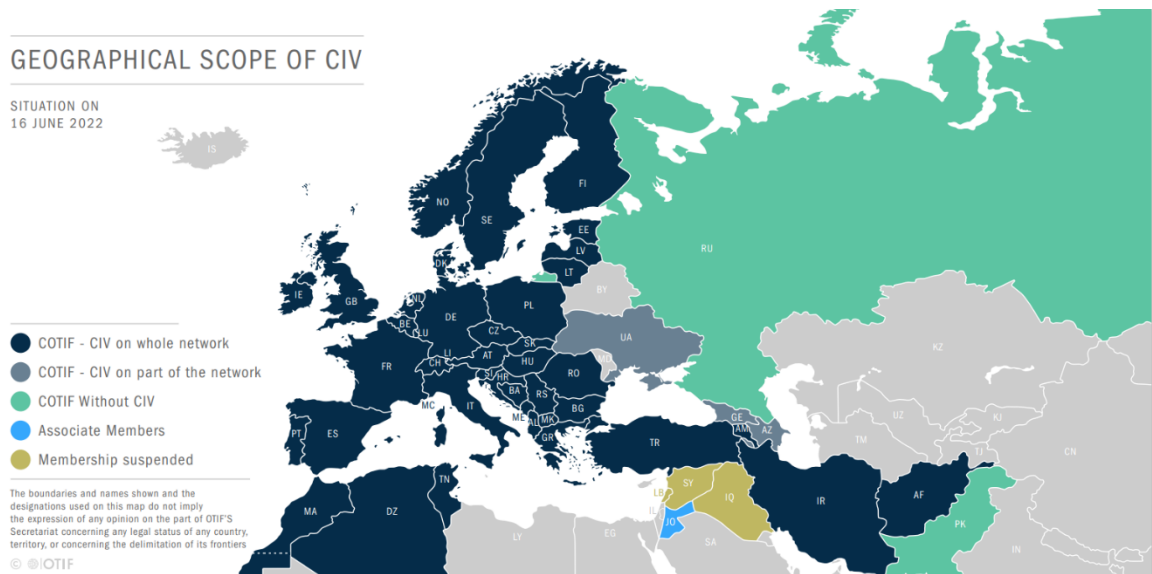 GEOGRAPHICAL SCOPE OF CIV
SITUATION ON
16 JUNE 2022
IS
NO
SE
FI
RU
EE
LV
LT
DK
BY
IE
GB
NL
PL
BE
DE
LU
CZ
UA
SK
KZ
LI
AT
MD
FR
CH
HU
SI
HR
RO
BA
RS
MC
IT
BG
UZ
KJ
ME
AL
MK
GE
AM
AZ
TM
TJ
PT
ES
GR
TR
CN
TN
SY
LB
IQ
IR
AF
MA
DZ
IL
JO
PK
LY
EG
SA
IN
COTIF - CIV on whole network
COTIF - CIV on part of the network
COTIF Without CIV
Associate Members
Membership suspended
The boundaries and names shown and the
designations used on this map do not imply
the expression of any opinion on the part of OTIF'S
Secretariat concerning any legal status of any country,
territory, or concerning the delimitation of its frontiers
© OTIF